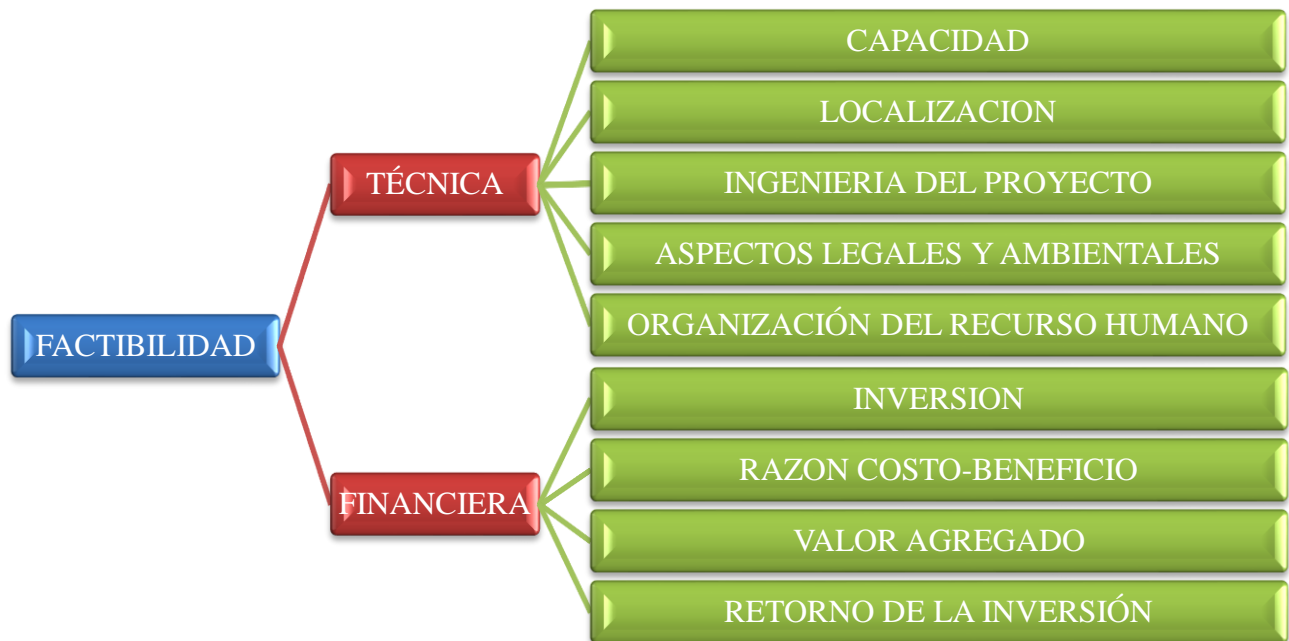 FACTIBILIDAD
TÉCNICA
CAPACIDAD
LOCALIZACION
INGENIERIA DEL PROYECTO
ASPECTOS LEGALES Y AMBIENTALES
ORGANIZACIÓN DEL RECURSO HUMANO
FINANCIERA
INVERSION
RAZON COSTO-BENEFICIO
VALOR AGREGADO
RETORNO DE LA INVERSIÓN